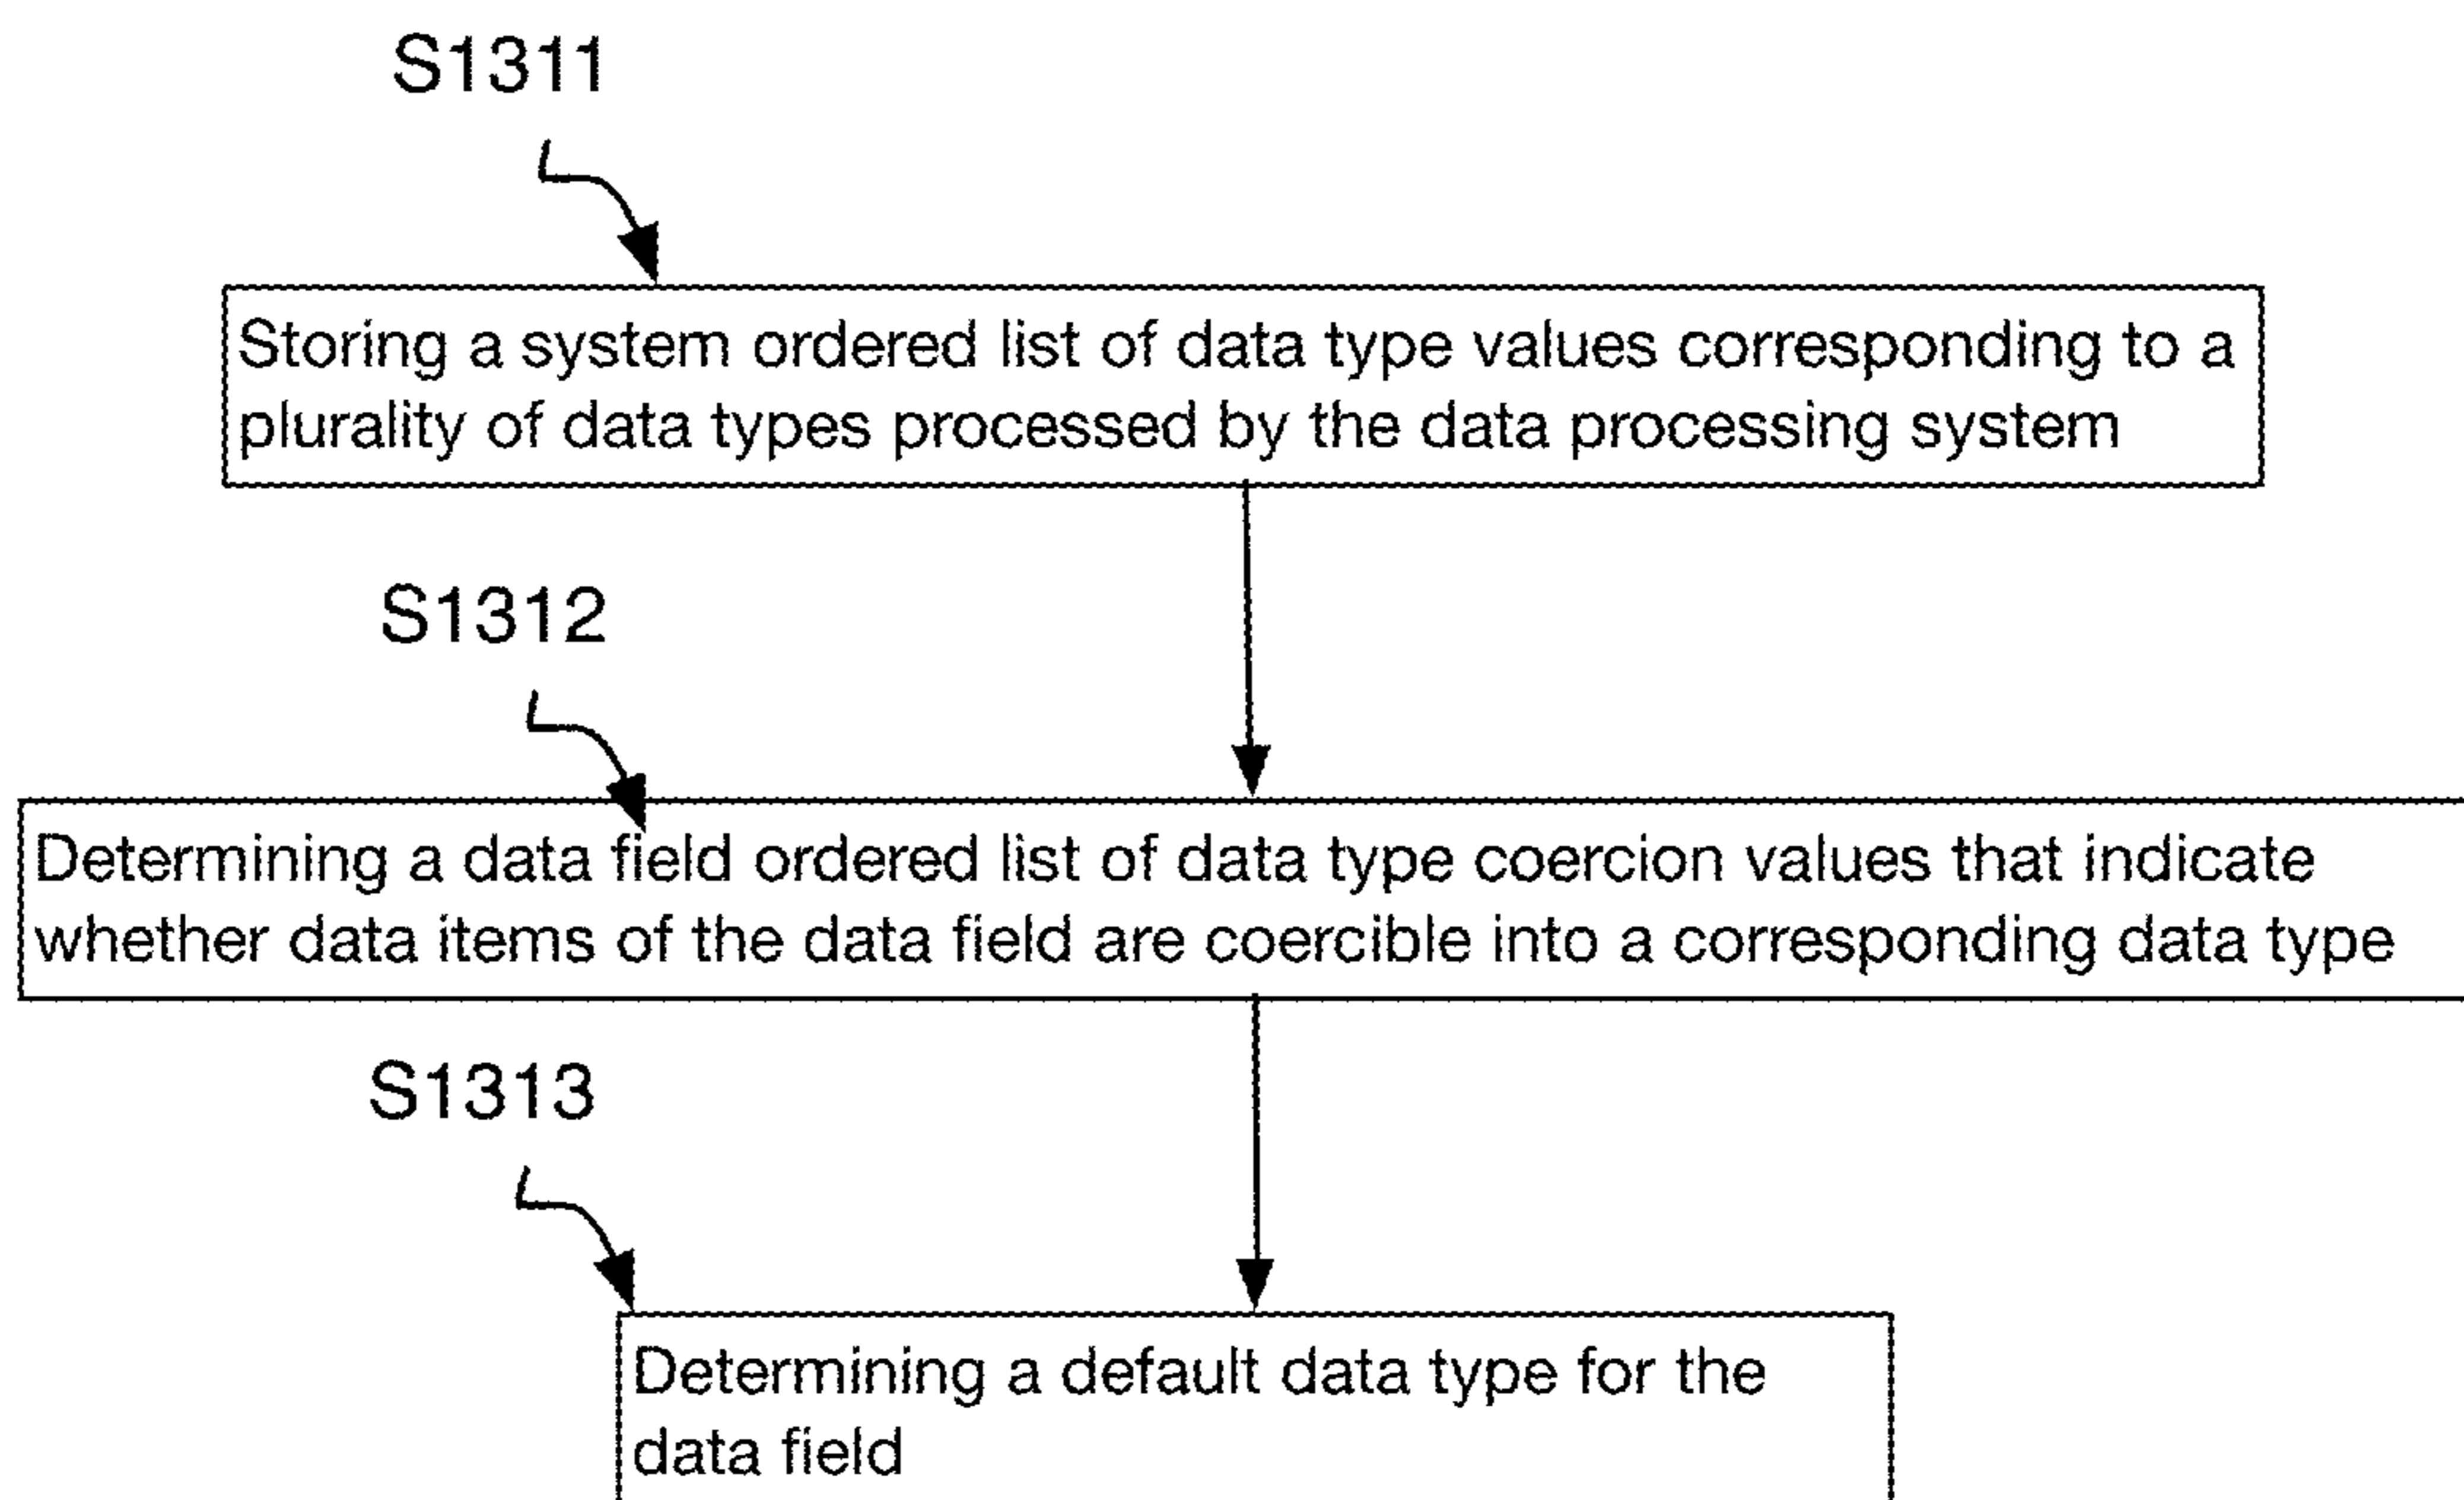 S1311
Storing a system ordered list of data type values corresponding to a
plurality of data types processed by the data processing system
S1312
Determining a data field ordered list of data type coercion values that indicate
whether data items of the data field are coercible into a corresponding data type
S1313
Determining a default data type for the
data field